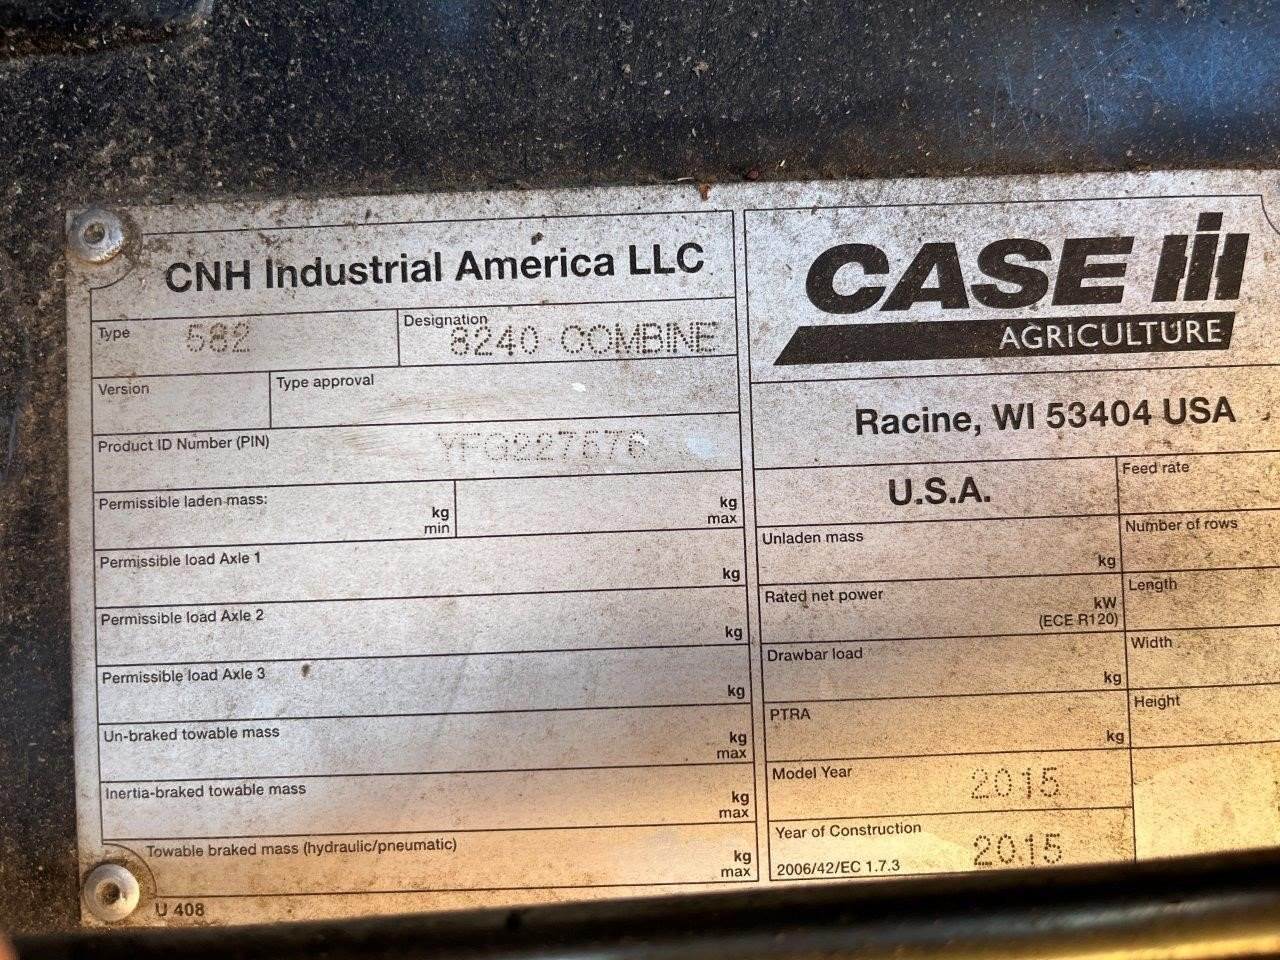 CNH Industrial America LLC
Type 582
Designation 8240 COMBINE
Version
Type approval
Product ID Number (PIN) YFG227576
Permissible laden mass: kg min kg max
Permissible load Axle 1 kg
Permissible load Axle 2 kg
Permissible load Axle 3 kg
Un-braked towable mass kg max
Inertia-braked towable mass kg max
Towable braked mass (hydraulic/pneumatic) kg max
U 408
CASE IH
AGRICULTURE
Racine, WI 53404 USA
U.S.A.
Feed rate
Unladen mass kg
Number of rows
Rated net power kW (ECE R120)
Length
Drawbar load kg
Width
PTRA kg
Height
Model Year 2015
Year of Construction 2015
2006/42/EC 1.7.3